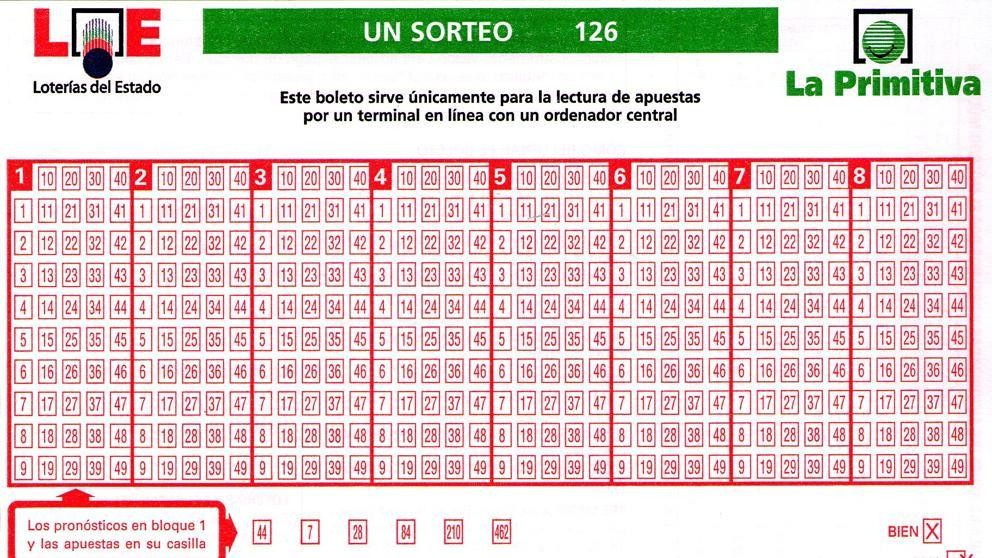 LAE
Loterías del Estado
UN SORTEO 126
La Primitiva
Este boleto sirve únicamente para la lectura de apuestas
por un terminal en línea con un ordenador central
1 10 20 30 40 2 10 20 30 40 3 10 20 30 40 4 10 20 30 40 5 10 20 30 40 6 10 20 30 40 7 10 20 30 40 8 10 20 30 40
1 11 21 31 41 1 11 21 31 41 1 11 21 31 41 1 11 21 31 41 1 11 21 31 41 1 11 21 31 41 1 11 21 31 41 1 11 21 31 41
2 12 22 32 42 2 12 22 32 42 2 12 22 32 42 2 12 22 32 42 2 12 22 32 42 2 12 22 32 42 2 12 22 32 42 2 12 22 32 42
3 13 23 33 43 3 13 23 33 43 3 13 23 33 43 3 13 23 33 43 3 13 23 33 43 3 13 23 33 43 3 13 23 33 43 3 13 23 33 43
4 14 24 34 44 4 14 24 34 44 4 14 24 34 44 4 14 24 34 44 4 14 24 34 44 4 14 24 34 44 4 14 24 34 44 4 14 24 34 44
5 15 25 35 45 5 15 25 35 45 5 15 25 35 45 5 15 25 35 45 5 15 25 35 45 5 15 25 35 45 5 15 25 35 45 5 15 25 35 45
6 16 26 36 46 6 16 26 36 46 6 16 26 36 46 6 16 26 36 46 6 16 26 36 46 6 16 26 36 46 6 16 26 36 46 6 16 26 36 46
7 17 27 37 47 7 17 27 37 47 7 17 27 37 47 7 17 27 37 47 7 17 27 37 47 7 17 27 37 47 7 17 27 37 47 7 17 27 37 47
8 18 28 38 48 8 18 28 38 48 8 18 28 38 48 8 18 28 38 48 8 18 28 38 48 8 18 28 38 48 8 18 28 38 48 8 18 28 38 48
9 19 29 39 49 9 19 29 39 49 9 19 29 39 49 9 19 29 39 49 9 19 29 39 49 9 19 29 39 49 9 19 29 39 49 9 19 29 39 49
Los pronósticos en bloque 1
y las apuestas en su casilla
44 7 28 84 210 462
BIEN X